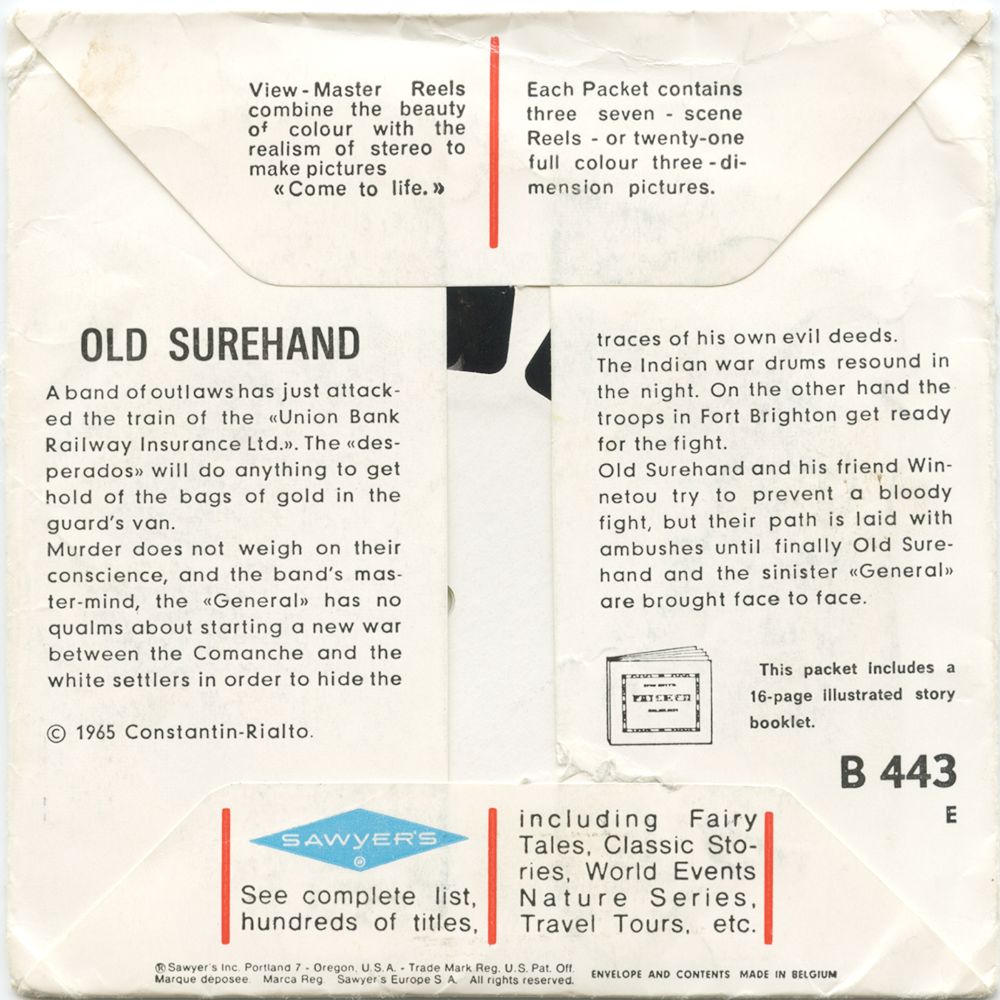 View-Master Reels
combine the beauty
of colour with the
realism of stereo to
make pictures
«Come to life.»
Each Packet contains
three seven - scene
Reels - or twenty-one
full colour three-di-
mension pictures.
OLD SUREHAND
A band of outlaws has just attack-
ed the train of the «Union Bank
Railway Insurance Ltd.». The «des-
perados» will do anything to get
hold of the bags of gold in the
guard's van.
Murder does not weigh on their
conscience, and the band's mas-
ter-mind, the «General» has no
qualms about starting a new war
between the Comanche and the
white settlers in order to hide the
© 1965 Constantin-Rialto.
traces of his own evil deeds.
The Indian war drums resound in
the night. On the other hand the
troops in Fort Brighton get ready
for the fight.
Old Surehand and his friend Win-
netou try to prevent a bloody
fight, but their path is laid with
ambushes until finally Old Sure-
hand and the sinister «General»
are brought face to face.
This packet includes a
16-page illustrated story
booklet.
B 443
E
SAWYER'S
®
See complete list,
hundreds of titles,
including Fairy
Tales, Classic Sto-
ries, World Events
Nature Series,
Travel Tours, etc.
® Sawyer's Inc. Portland 7 - Oregon, U.S.A. - Trade Mark Reg. U.S. Pat. Off.
Marque déposée. Marca Reg. Sawyer's Europe S.A. All rights reserved.
ENVELOPE AND CONTENTS MADE IN BELGIUM